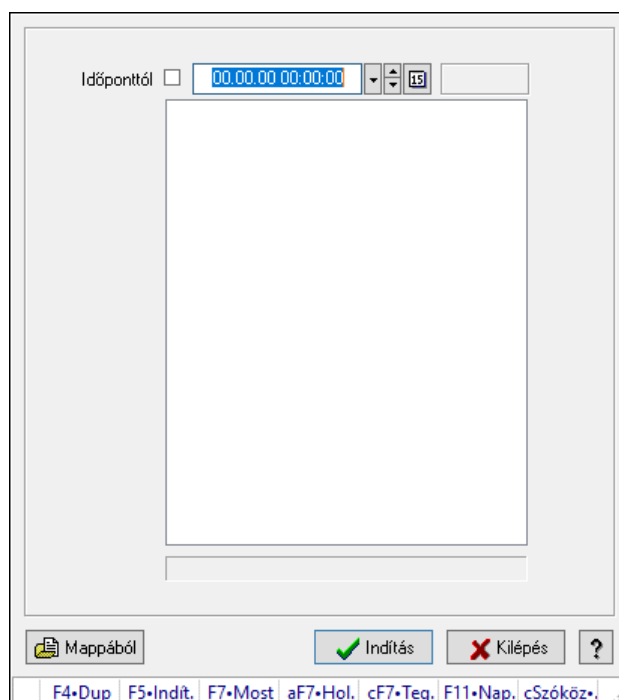 Időponttól 00.00.00 00:00:00 15
Mappából Indítás Kilépés ?
F4•Dup F5•Indít. F7•Most aF7•Hol. cF7•Teg. F11•Nap. cSzóköz•.